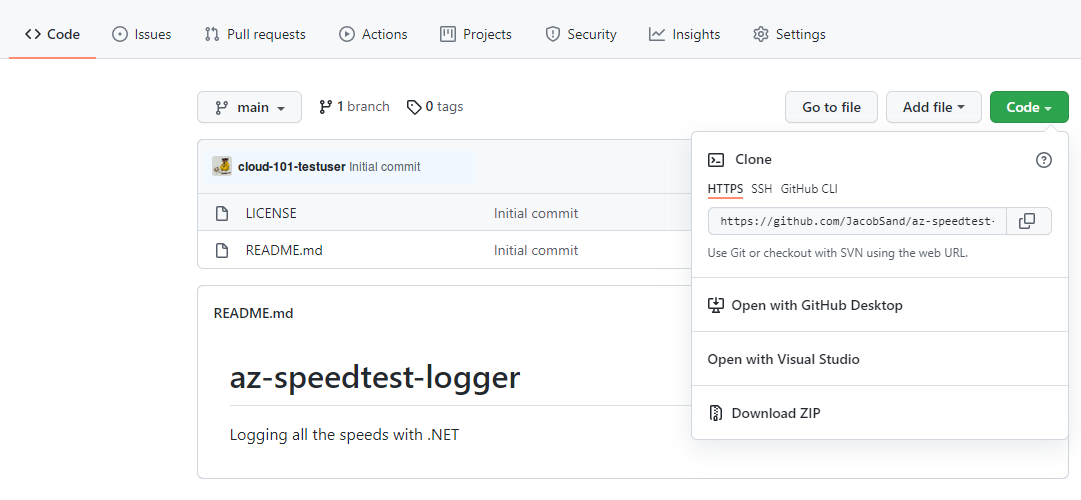 Code Issues Pull requests Actions Projects Security Insights Settings
main 1 branch 0 tags Go to file Add file Code
cloud-101-testuser Initial commit
LICENSE Initial commit
README.md Initial commit
README.md
az-speedtest-logger
Logging all the speeds with .NET
Clone
HTTPS SSH GitHub CLI
https://github.com/JacobSand/az-speedtest-
Use Git or checkout with SVN using the web URL.
Open with GitHub Desktop
Open with Visual Studio
Download ZIP